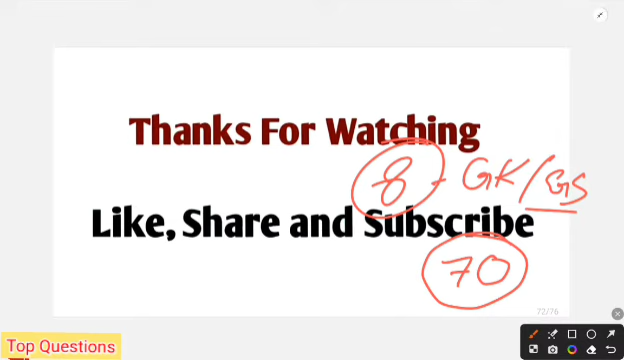 Thanks For Watching
8 - GK/GS
Like, Share and Subscribe
70
72/76
Top Questions